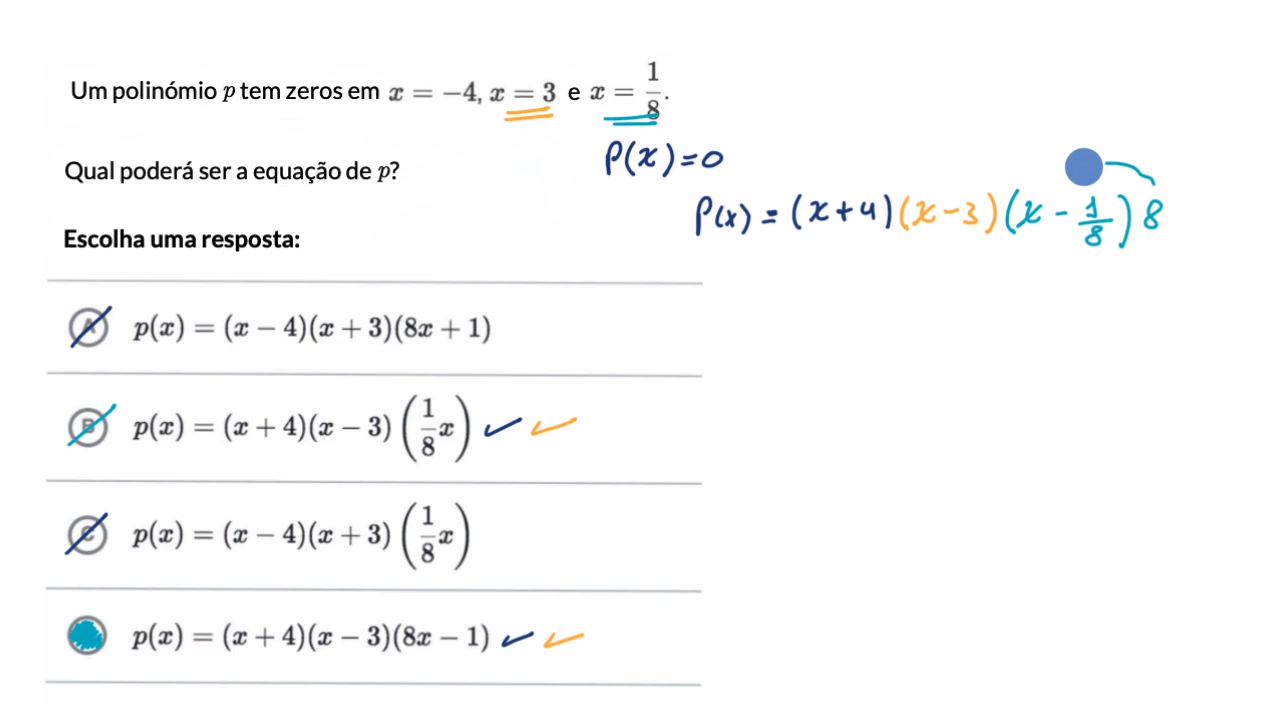 Um polinómio p tem zeros em x = −4, x = 3 e x = 1/8.
P(x) = 0
Qual poderá ser a equação de p?
P(x) = (x + 4)(x − 3)(x − 1/8) 8
Escolha uma resposta:
A p(x) = (x − 4)(x + 3)(8x + 1)
B p(x) = (x + 4)(x − 3)(1/8 x)
C p(x) = (x − 4)(x + 3)(1/8 x)
p(x) = (x + 4)(x − 3)(8x − 1)